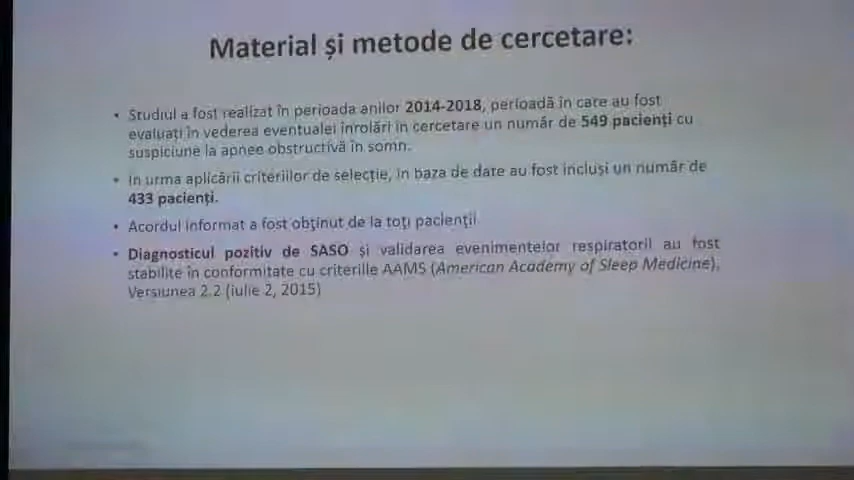 Material și metode de cercetare:
• Studiul a fost realizat în perioada anilor 2014-2018, perioadă în care au fost
evaluați în vederea eventualei înrolări în cercetare un număr de 549 pacienți cu
suspiciune la apnee obstructivă în somn.
• În urma aplicării criteriilor de selecție, în baza de date au fost incluși un număr de
433 pacienți.
• Acordul informat a fost obținut de la toți pacienții
• Diagnosticul pozitiv de SASO și validarea evenimentelor respiratorii au fost
stabilite în conformitate cu criteriile AAMS (American Academy of Sleep Medicine),
Versiunea 2.2 (iulie 2, 2015)